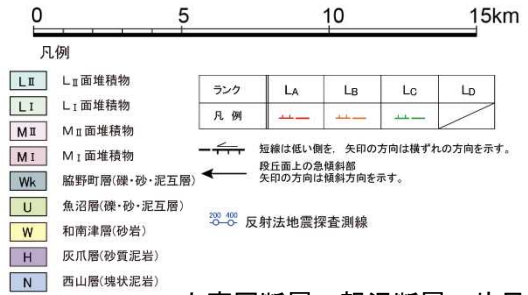 0 5 10 15km
凡例
LⅡ LⅡ面堆積物
LⅠ LⅠ面堆積物
MⅡ MⅡ面堆積物
MⅠ MⅠ面堆積物
Wk 脇野町層(礫・砂・泥互層)
U 魚沼層(礫・砂・泥互層)
W 和南津層(砂岩)
H 灰爪層(砂質泥岩)
N 西山層(塊状泥岩)
ランク LA LB LC LD
凡例
短線は低い側を, 矢印の方向は横ずれの方向を示す。
段丘面上の急傾斜部
矢印の方向は傾斜方向を示す。
200 400 反射法地震探査測線